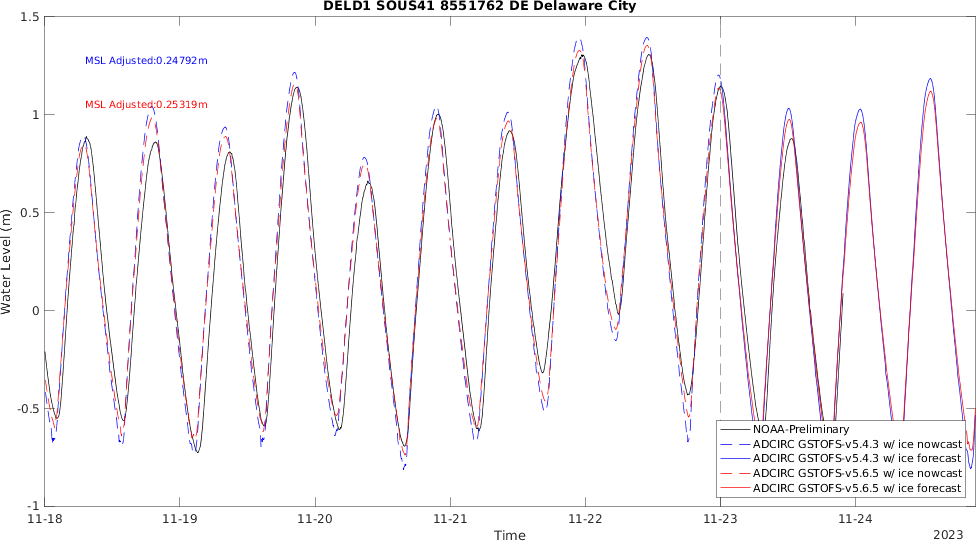 DELD1 SOUS41 8551762 DE Delaware City
1.5
MSL Adjusted:0.24792m
MSL Adjusted:0.25319m
1
0.5
0
-0.5
-1
Water Level (m)
NOAA-Preliminary
ADCIRC GSTOFS-v5.4.3 w/ ice nowcast
ADCIRC GSTOFS-v5.4.3 w/ ice forecast
ADCIRC GSTOFS-v5.6.5 w/ ice nowcast
ADCIRC GSTOFS-v5.6.5 w/ ice forecast
11-18 11-19 11-20 11-21 11-22 11-23 11-24
Time
2023